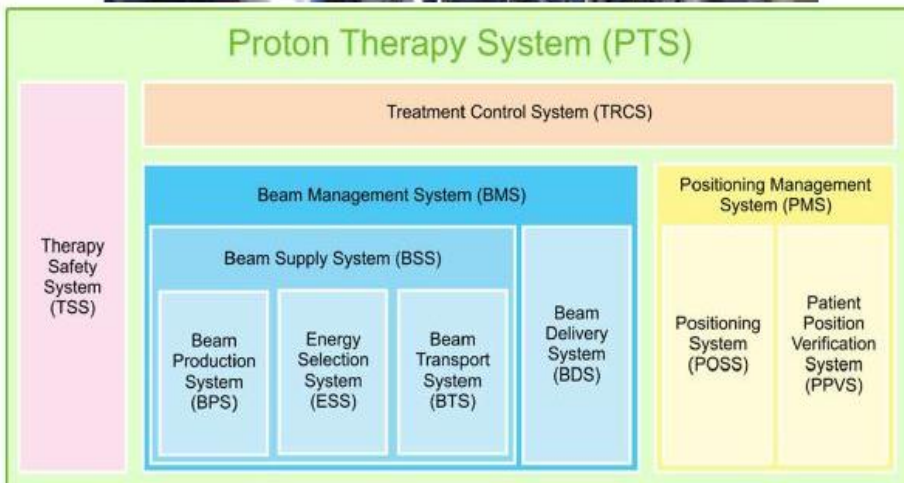 Proton Therapy System (PTS)
Treatment Control System (TRCS)
Therapy
Safety
System
(TSS)
Beam Management System (BMS)
Beam Supply System (BSS)
Beam
Production
System
(BPS)
Energy
Selection
System
(ESS)
Beam
Transport
System
(BTS)
Beam
Delivery
System
(BDS)
Positioning Management
System (PMS)
Positioning
System
(POSS)
Patient
Position
Verification
System
(PPVS)